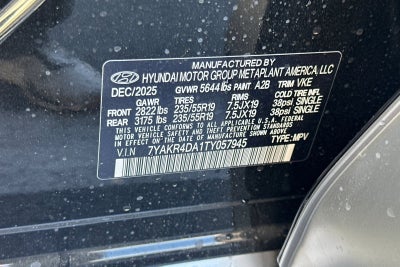 MANUFACTURED BY
HYUNDAI MOTOR GROUP METAPLANT AMERICA, LLC
DEC/2025 GVWR 5644 lbs PAINT A2B TRIM VKE
GAWR TIRES RIMS COLD TIRE INFL.
FRONT 2822 lbs 235/55R19 7.5JX19 38psi SINGLE
REAR 3175 lbs 235/55R19 7.5JX19 38psi SINGLE
THIS VEHICLE CONFORMS TO ALL APPLICABLE U.S.A. FEDERAL
MOTOR VEHICLE SAFETY, BUMPER, AND THEFT PREVENTION
STANDARDS IN EFFECT ON THE DATE OF MANUFACTURE SHOWN ABOVE.
V.I.N 7YAKR4DA1TY057945 TYPE: MPV